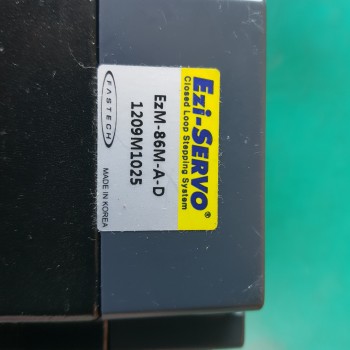 Ezi-SERVO®
Closed Loop Stepping System
EzM-86M-A-D
1209M1025
FASTECH
MADE IN KOREA